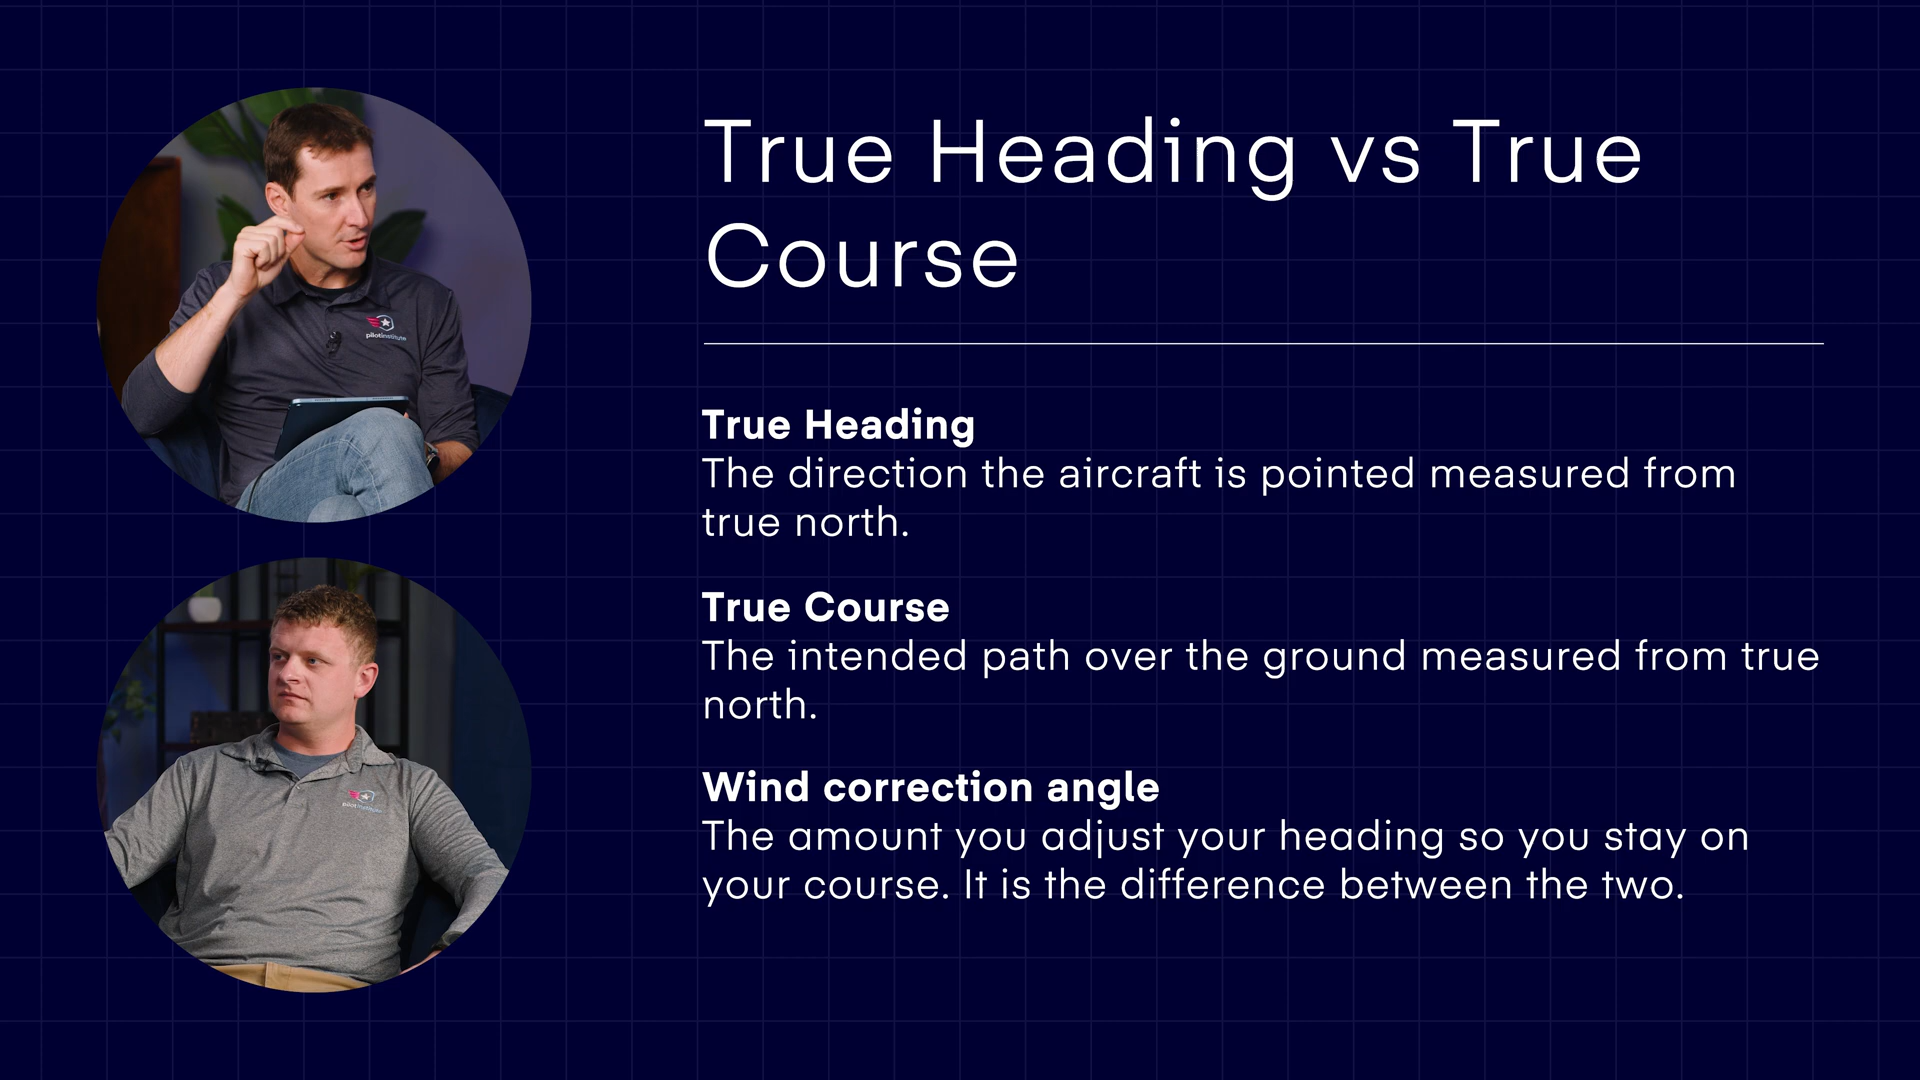 True Heading vs True
Course
True Heading
The direction the aircraft is pointed measured from
true north.
True Course
The intended path over the ground measured from true
north.
Wind correction angle
The amount you adjust your heading so you stay on
your course. It is the difference between the two.
pilotinstitute
pilotinstitute